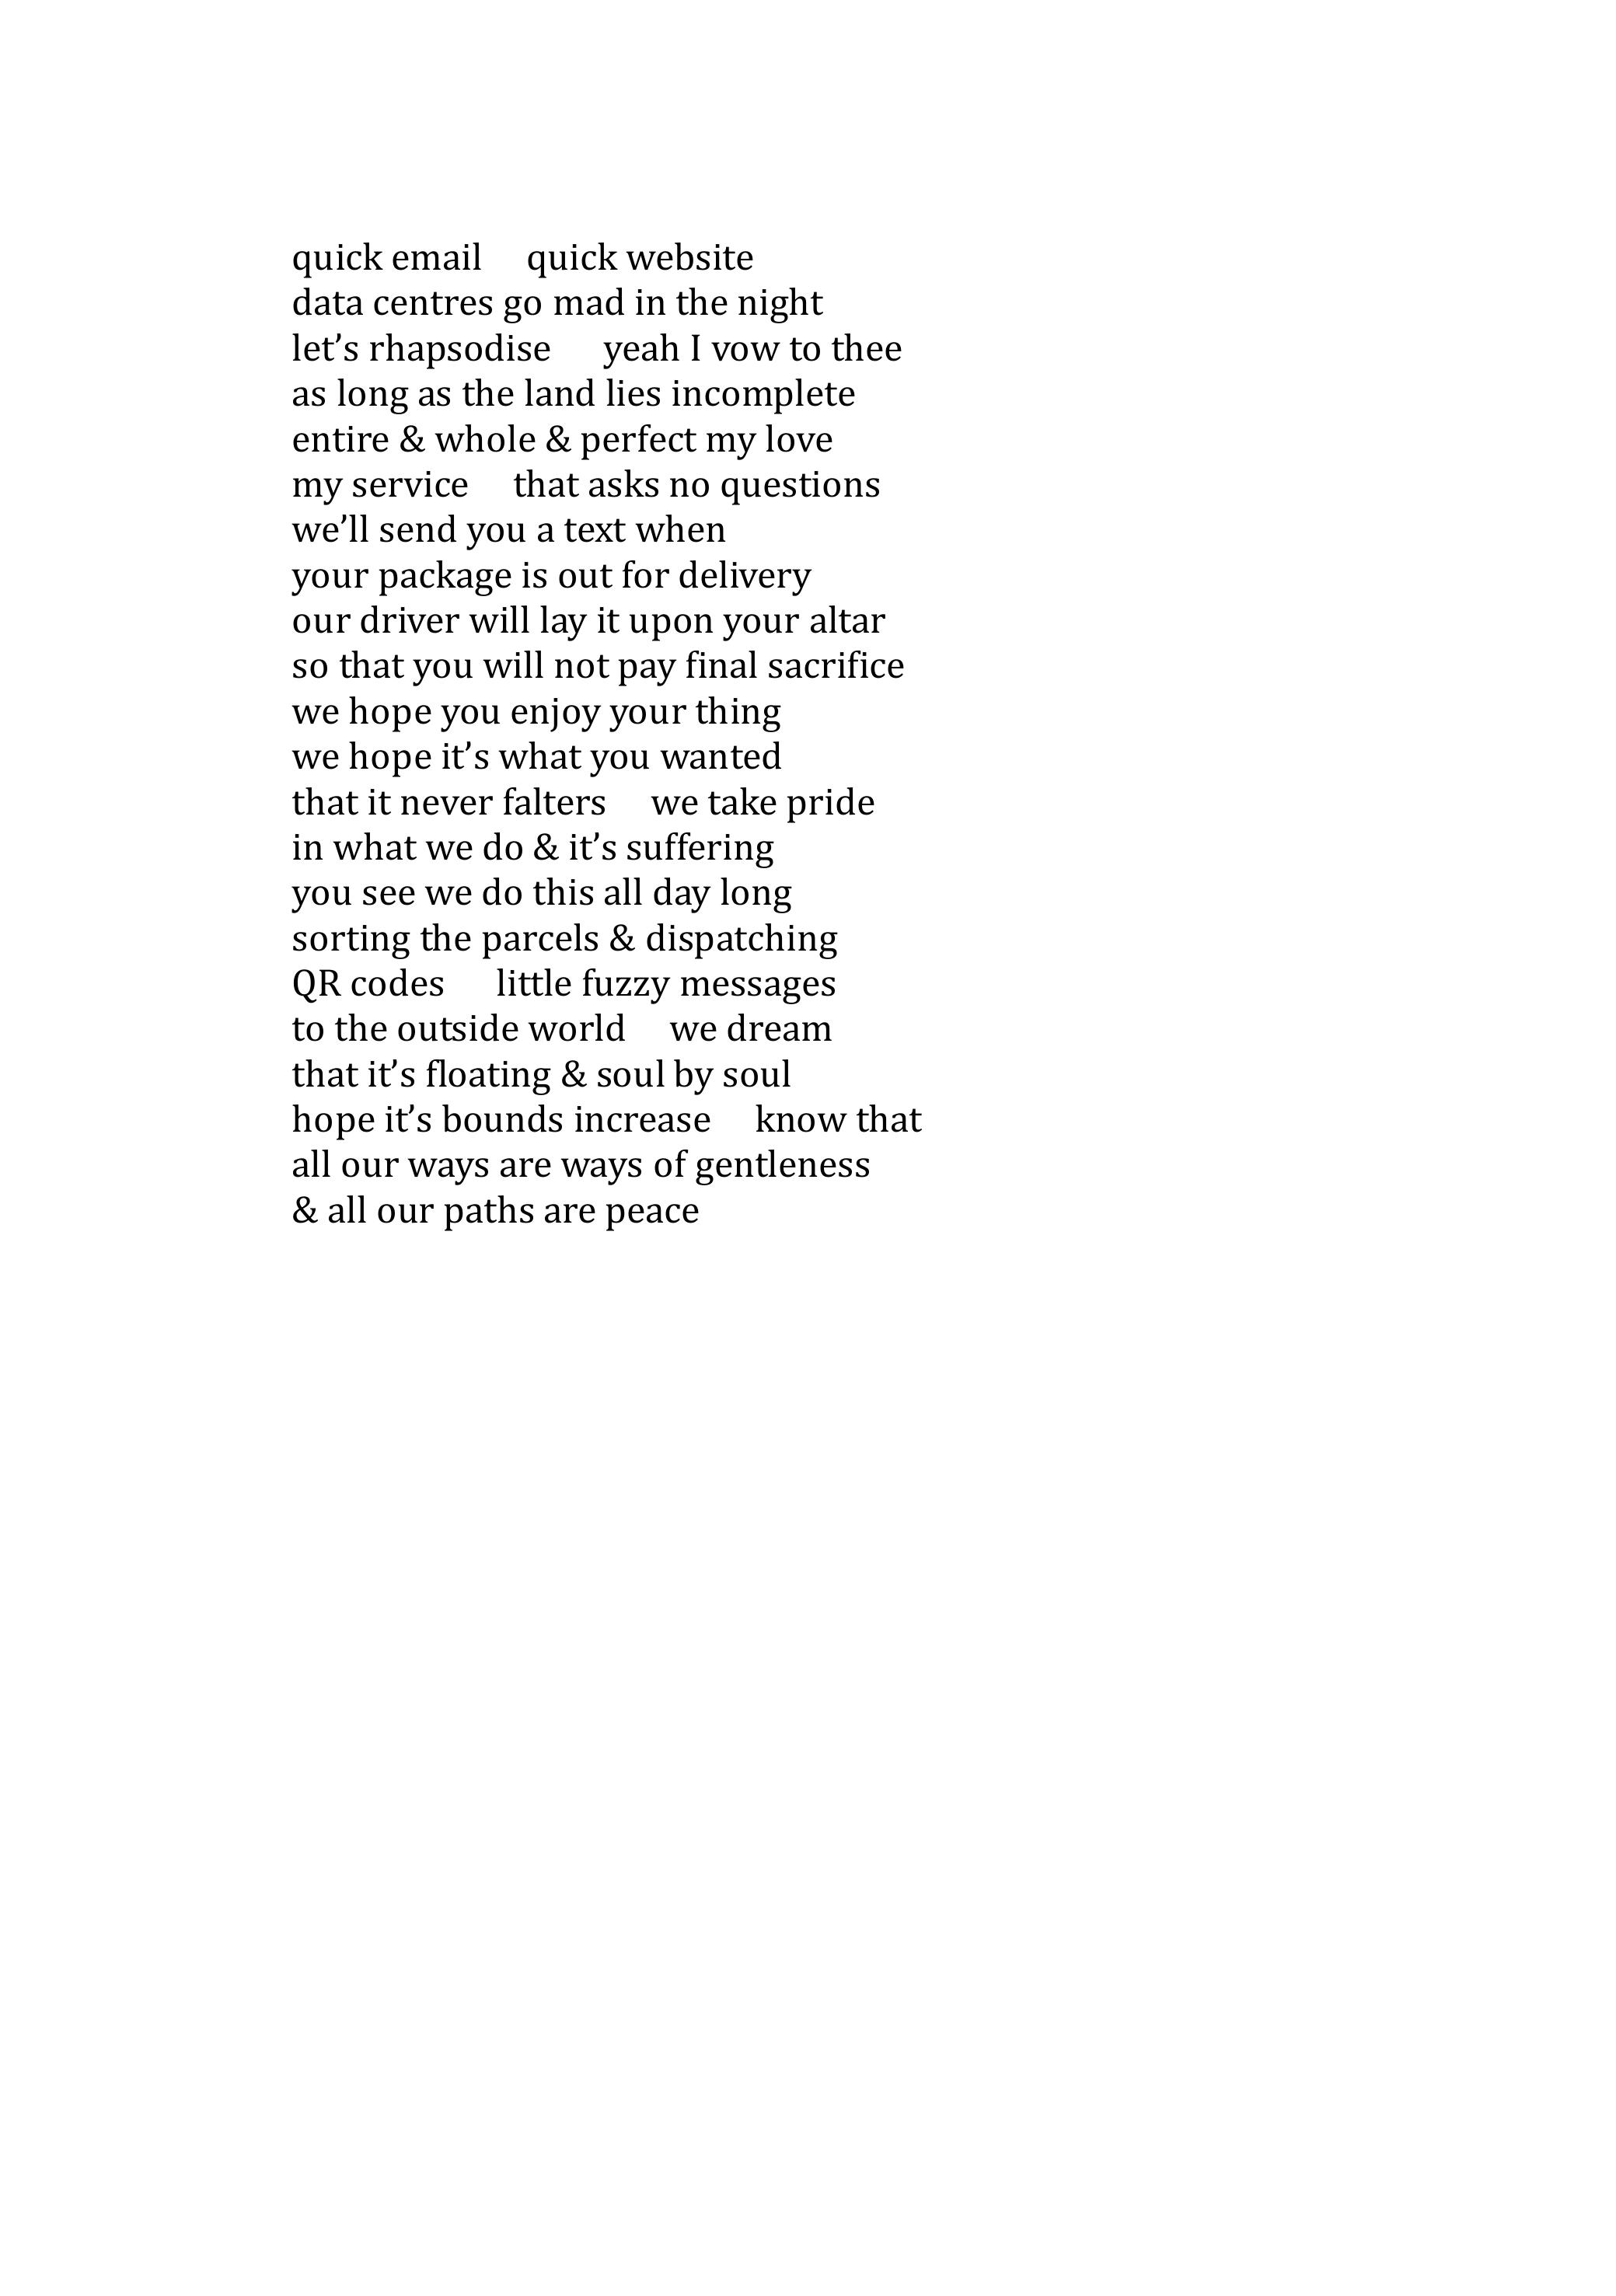 quick email     quick website
data centres go mad in the night
let’s rhapsodise     yeah I vow to thee
as long as the land lies incomplete
entire & whole & perfect my love
my service     that asks no questions
we’ll send you a text when
your package is out for delivery
our driver will lay it upon your altar
so that you will not pay final sacrifice
we hope you enjoy your thing
we hope it’s what you wanted
that it never falters     we take pride
in what we do & it’s suffering
you see we do this all day long
sorting the parcels & dispatching
QR codes     little fuzzy messages
to the outside world     we dream
that it’s floating & soul by soul
hope it’s bounds increase     know that
all our ways are ways of gentleness
& all our paths are peace